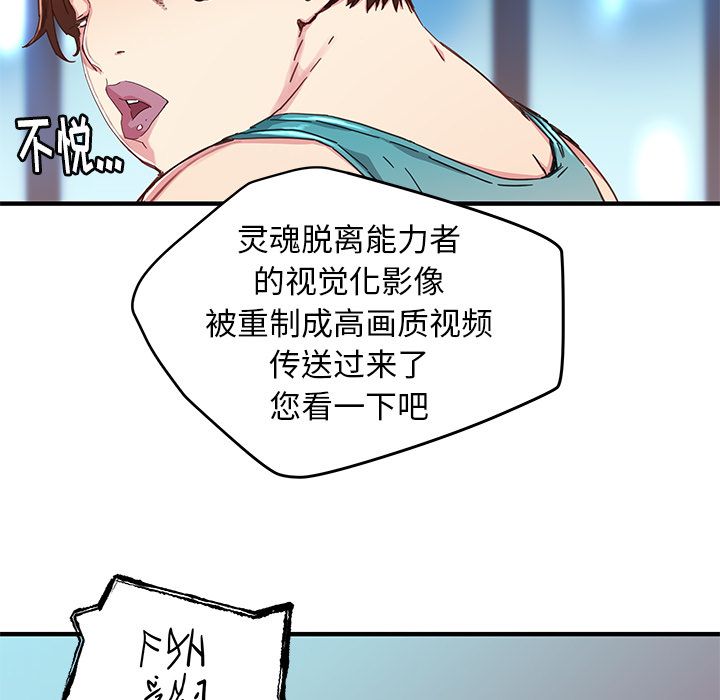 不悦...
灵魂脱离能力者
的视觉化影像
被重制成高画质视频
传送过来了
您看一下吧